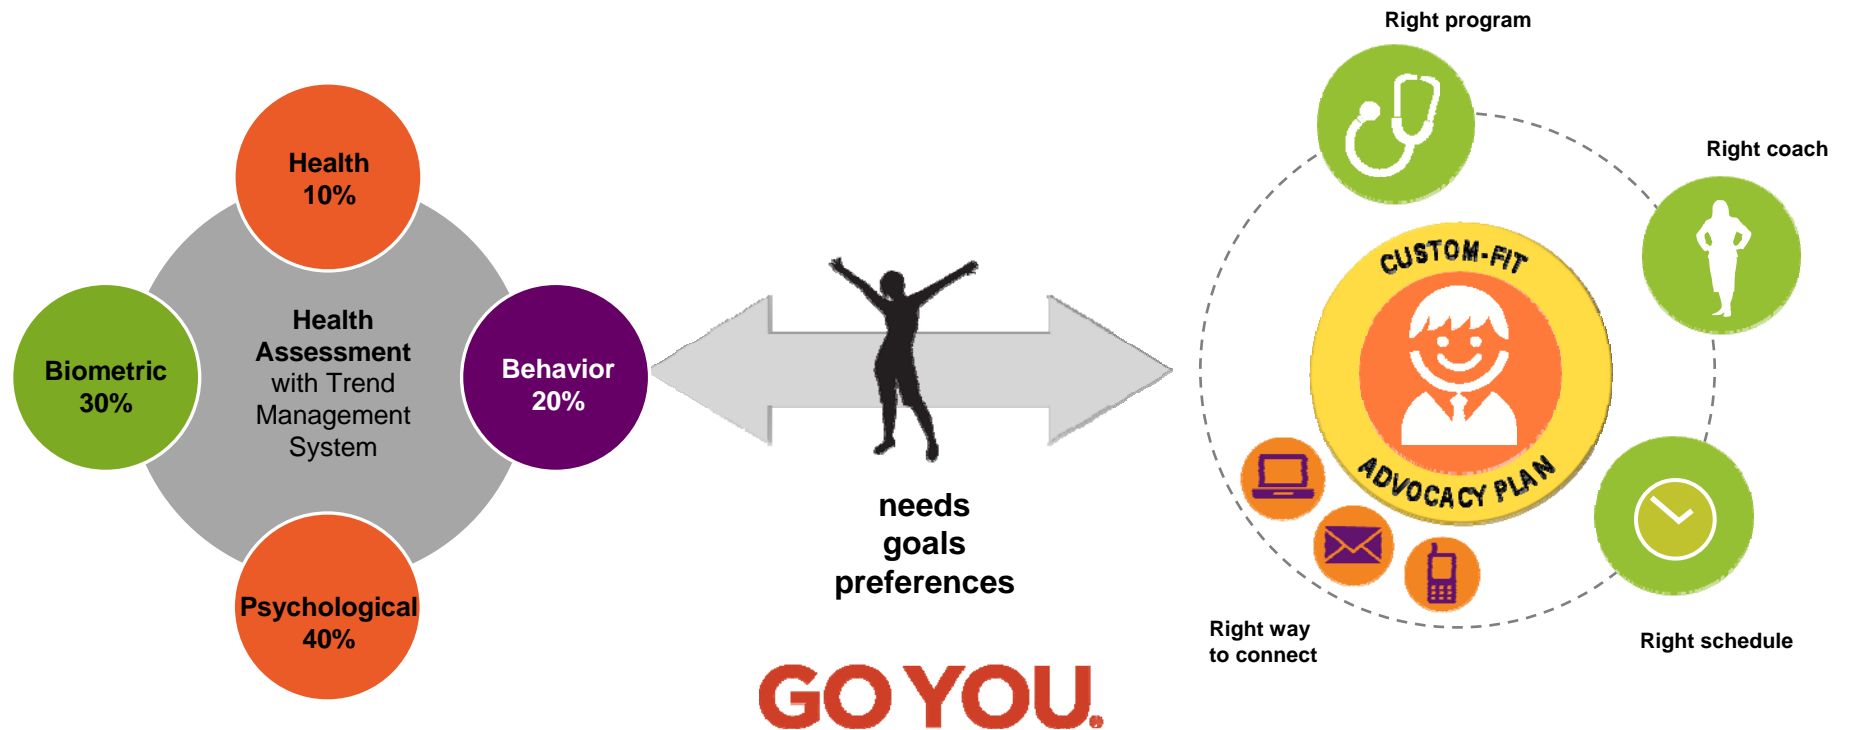 Health
10%
Biometric
30%
Health
Assessment
with Trend
Management
System
Behavior
20%
Psychological
40%
needs
goals
preferences
GO YOU.
Right program
Right coach
CUSTOM-FIT
ADVOCACY PLAN
Right way
to connect
Right schedule